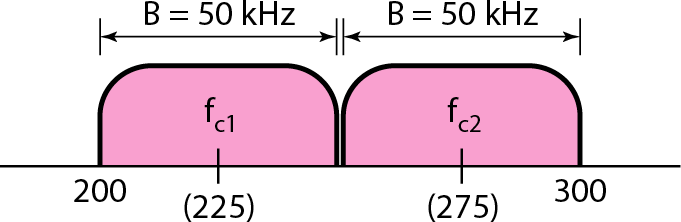 B = 50 kHz B = 50 kHz
fc1 fc2
200 (225) (275) 300